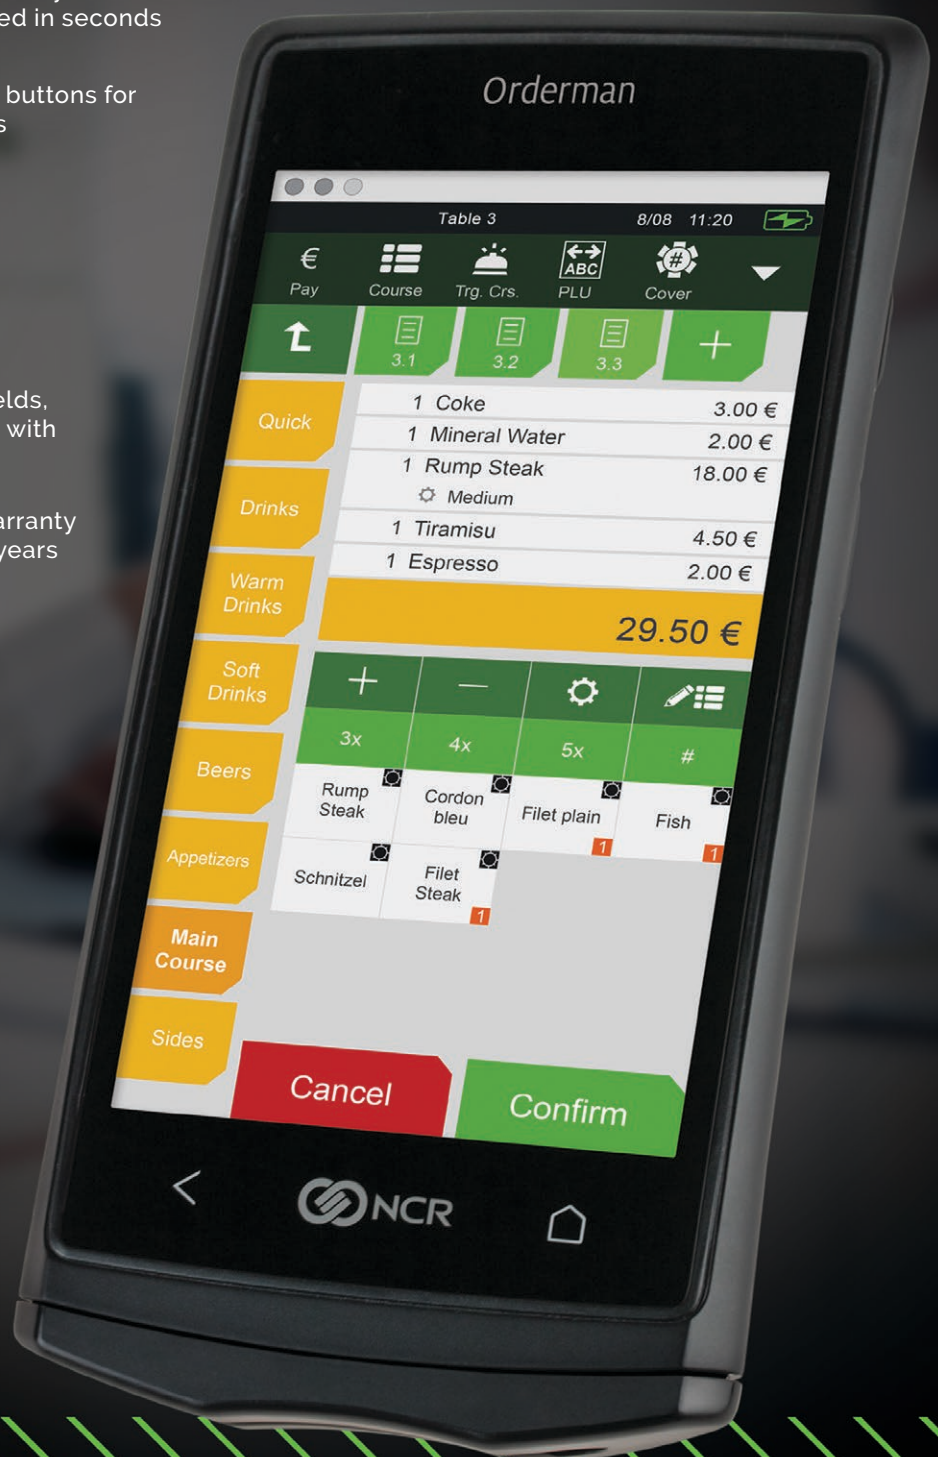 ed in seconds
buttons for
s
elds,
with
arranty
years
Orderman
Table 3 8/08 11:20
€
Pay Course Trg. Crs. ABC PLU # Cover
3.1 3.2 3.3 +
Quick
Drinks
Warm
Drinks
Soft
Drinks
Beers
Appetizers
Main
Course
Sides
1 Coke 3.00 €
1 Mineral Water 2.00 €
1 Rump Steak 18.00 €
Medium
1 Tiramisu 4.50 €
1 Espresso 2.00 €
29.50 €
+ —
3x 4x 5x #
Rump
Steak
Cordon
bleu
Filet plain
1
Fish
1
Schnitzel
Filet
Steak
1
Cancel Confirm
NCR